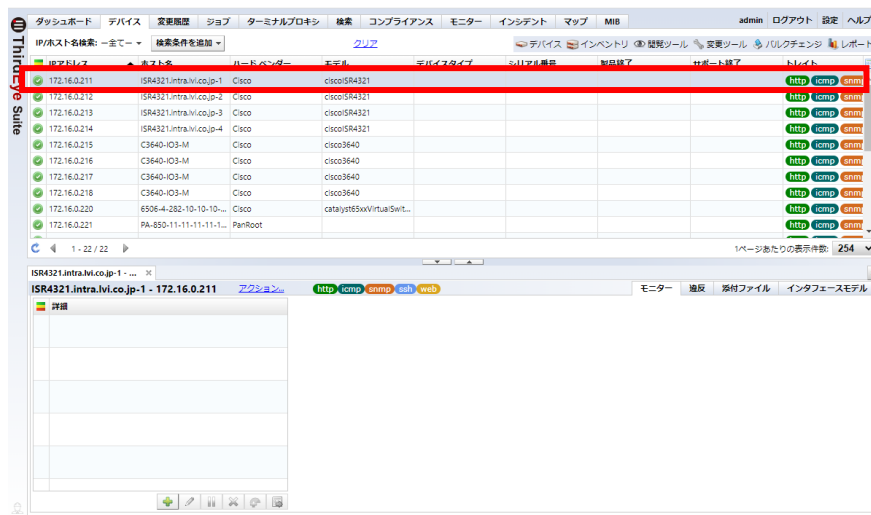 ThirdEye Suite
ダッシュボード デバイス 変更履歴 ジョブ ターミナルプロキシ 検索 コンプライアンス モニター インシデント マップ MIB admin ログアウト 設定 ヘルプ
IP/ホスト名検索: ー全てー 検索条件を追加 クリア デバイス インベントリ 閲覧ツール 変更ツール バルクチェンジ レポート
IPアドレス ホスト名 ハードベンダー モデル デバイスタイプ シリアル番号 製品終了 サポート終了 トレイト
172.16.0.211 ISR4321.intra.lvi.co.jp-1 Cisco ciscoISR4321 http icmp snmp
172.16.0.212 ISR4321.intra.lvi.co.jp-2 Cisco ciscoISR4321 http icmp snm
172.16.0.213 ISR4321.intra.lvi.co.jp-3 Cisco ciscoISR4321 http icmp snm
172.16.0.214 ISR4321.intra.lvi.co.jp-4 Cisco ciscoISR4321 http icmp snm
172.16.0.215 C3640-IO3-M Cisco cisco3640 http icmp snm
172.16.0.216 C3640-IO3-M Cisco cisco3640 http icmp snm
172.16.0.217 C3640-IO3-M Cisco cisco3640 http icmp snm
172.16.0.218 C3640-IO3-M Cisco cisco3640 http icmp snm
172.16.0.220 6506-4-282-10-10-10-... Cisco catalyst65xxVirtualSwit... http icmp snm
172.16.0.221 PA-850-11-11-11-11-1... PanRoot http icmp snm
1 - 22 / 22 1ページあたりの表示件数: 254
ISR4321.intra.lvi.co.jp-1 - ...
ISR4321.intra.lvi.co.jp-1 - 172.16.0.211 アクション... http icmp snmp ssh web モニター 違反 添付ファイル インタフェースモデル
詳細